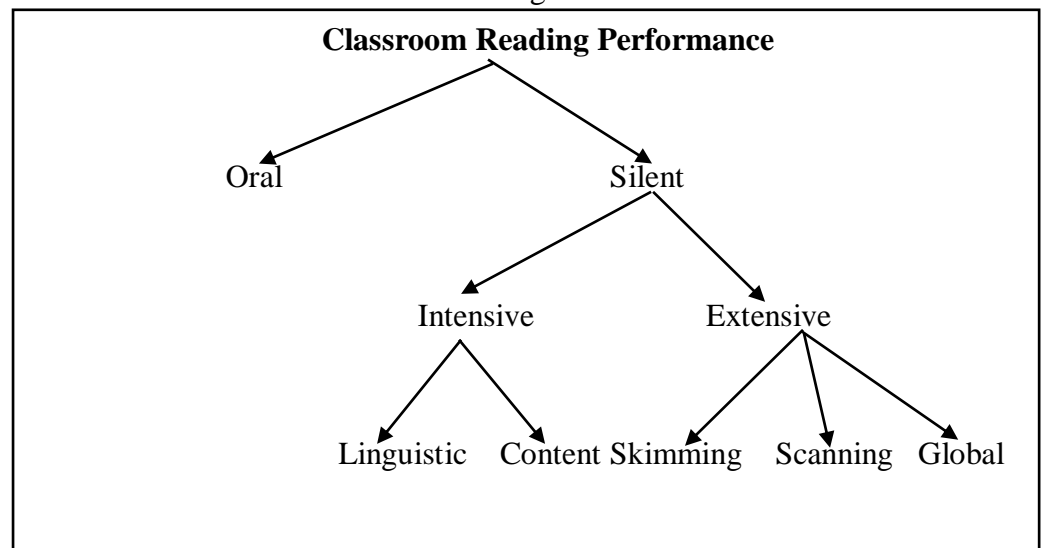 Classroom Reading Performance
Oral Silent
Intensive Extensive
Linguistic Content Skimming Scanning Global